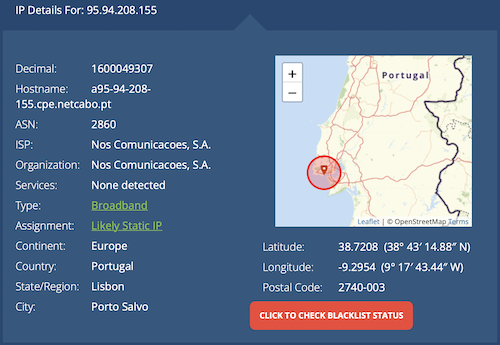 IP Details For: 95.94.208.155
Decimal: 1600049307
Hostname: a95-94-208-
155.cpe.netcabo.pt
ASN: 2860
ISP: Nos Comunicacoes, S.A.
Organization: Nos Comunicacoes, S.A.
Services: None detected
Type: Broadband
Assignment: Likely Static IP
Continent: Europe
Country: Portugal
State/Region: Lisbon
City: Porto Salvo
+
−
Portugal
Leaflet | © OpenStreetMap Terms
Latitude: 38.7208 (38° 43′ 14.88″ N)
Longitude: -9.2954 (9° 17′ 43.44″ W)
Postal Code: 2740-003
CLICK TO CHECK BLACKLIST STATUS